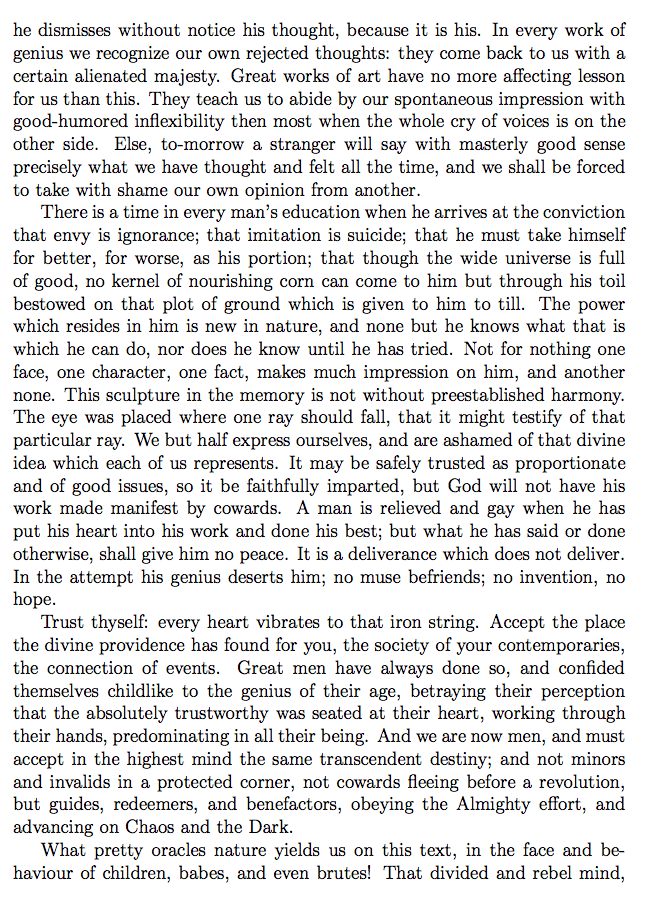 he dismisses without notice his thought, because it is his. In every work of
genius we recognize our own rejected thoughts: they come back to us with a
certain alienated majesty. Great works of art have no more affecting lesson
for us than this. They teach us to abide by our spontaneous impression with
good-humored inflexibility then most when the whole cry of voices is on the
other side. Else, to-morrow a stranger will say with masterly good sense
precisely what we have thought and felt all the time, and we shall be forced
to take with shame our own opinion from another.
There is a time in every man's education when he arrives at the conviction
that envy is ignorance; that imitation is suicide; that he must take himself
for better, for worse, as his portion; that though the wide universe is full
of good, no kernel of nourishing corn can come to him but through his toil
bestowed on that plot of ground which is given to him to till. The power
which resides in him is new in nature, and none but he knows what that is
which he can do, nor does he know until he has tried. Not for nothing one
face, one character, one fact, makes much impression on him, and another
none. This sculpture in the memory is not without preestablished harmony.
The eye was placed where one ray should fall, that it might testify of that
particular ray. We but half express ourselves, and are ashamed of that divine
idea which each of us represents. It may be safely trusted as proportionate
and of good issues, so it be faithfully imparted, but God will not have his
work made manifest by cowards. A man is relieved and gay when he has
put his heart into his work and done his best; but what he has said or done
otherwise, shall give him no peace. It is a deliverance which does not deliver.
In the attempt his genius deserts him; no muse befriends; no invention, no
hope.
Trust thyself: every heart vibrates to that iron string. Accept the place
the divine providence has found for you, the society of your contemporaries,
the connection of events. Great men have always done so, and confided
themselves childlike to the genius of their age, betraying their perception
that the absolutely trustworthy was seated at their heart, working through
their hands, predominating in all their being. And we are now men, and must
accept in the highest mind the same transcendent destiny; and not minors
and invalids in a protected corner, not cowards fleeing before a revolution,
but guides, redeemers, and benefactors, obeying the Almighty effort, and
advancing on Chaos and the Dark.
What pretty oracles nature yields us on this text, in the face and be-
haviour of children, babes, and even brutes! That divided and rebel mind,